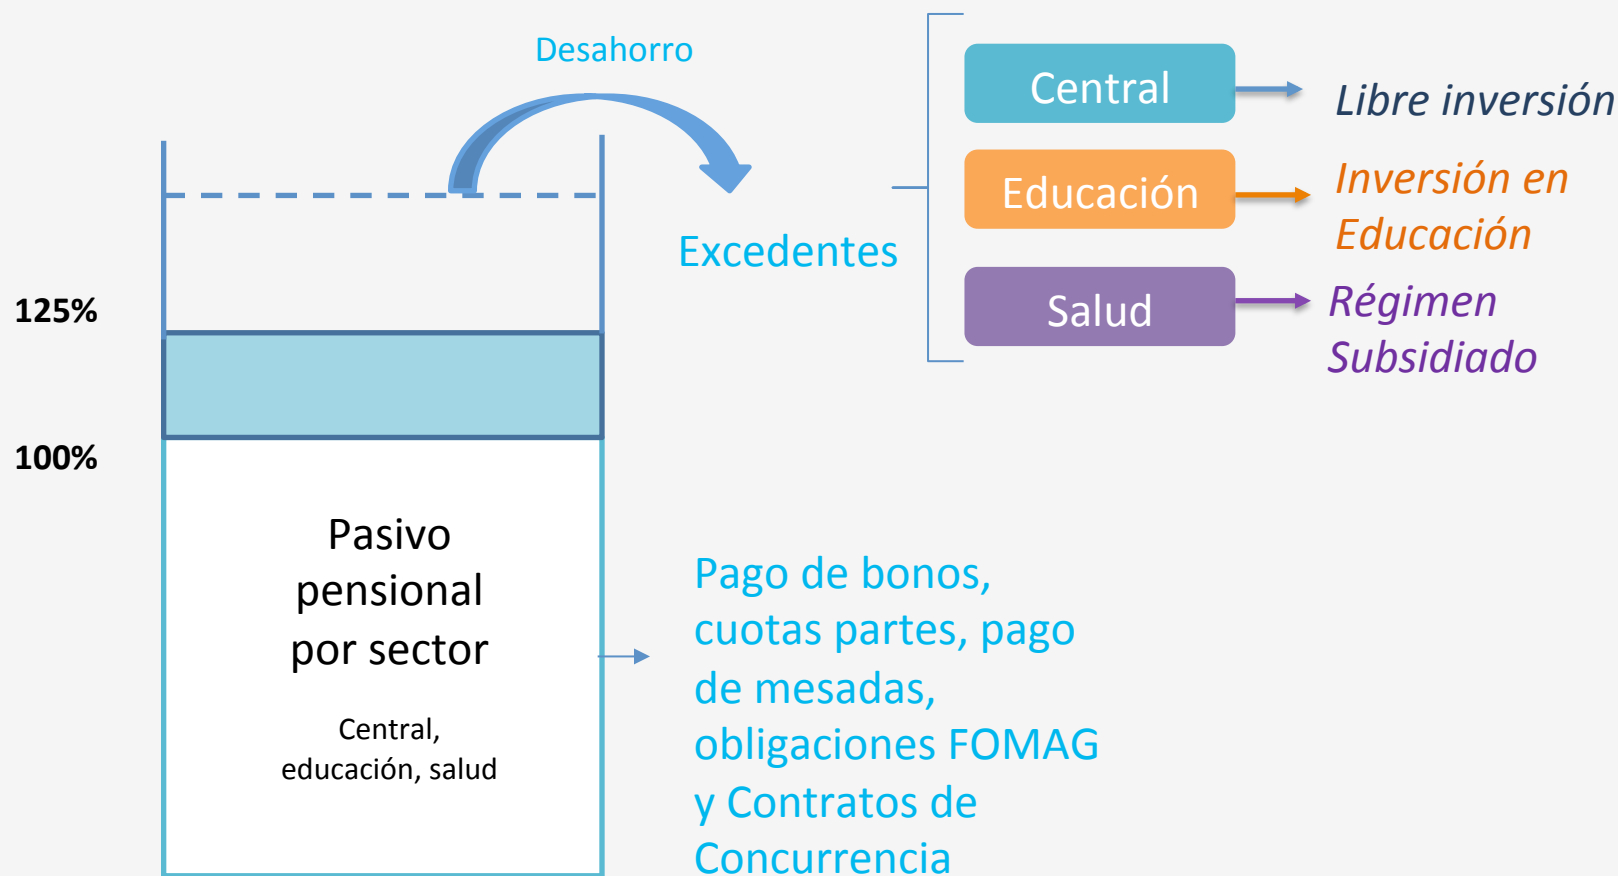 Desahorro
Central
Libre inversión
Educación
Inversión en
Educación
Excedentes
Salud
Régimen
Subsidiado
125%
100%
Pasivo
pensional
por sector
Central,
educación, salud
Pago de bonos,
cuotas partes, pago
de mesadas,
obligaciones FOMAG
y Contratos de
Concurrencia